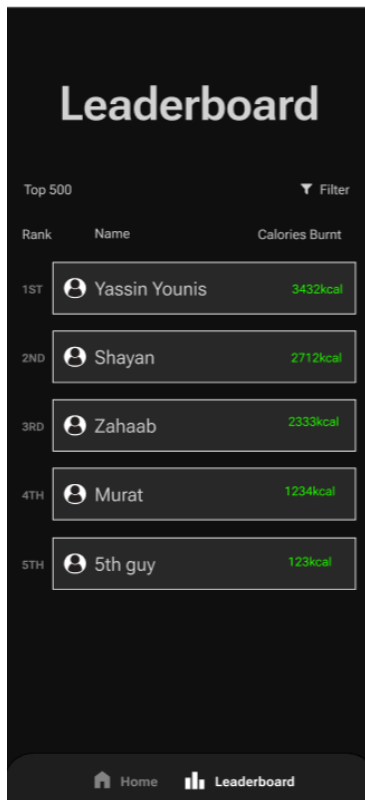 Leaderboard
Top 500 Filter
Rank Name Calories Burnt
1ST Yassin Younis 3432kcal
2ND Shayan 2712kcal
3RD Zahaab 2333kcal
4TH Murat 1234kcal
5TH 5th guy 123kcal
Home Leaderboard